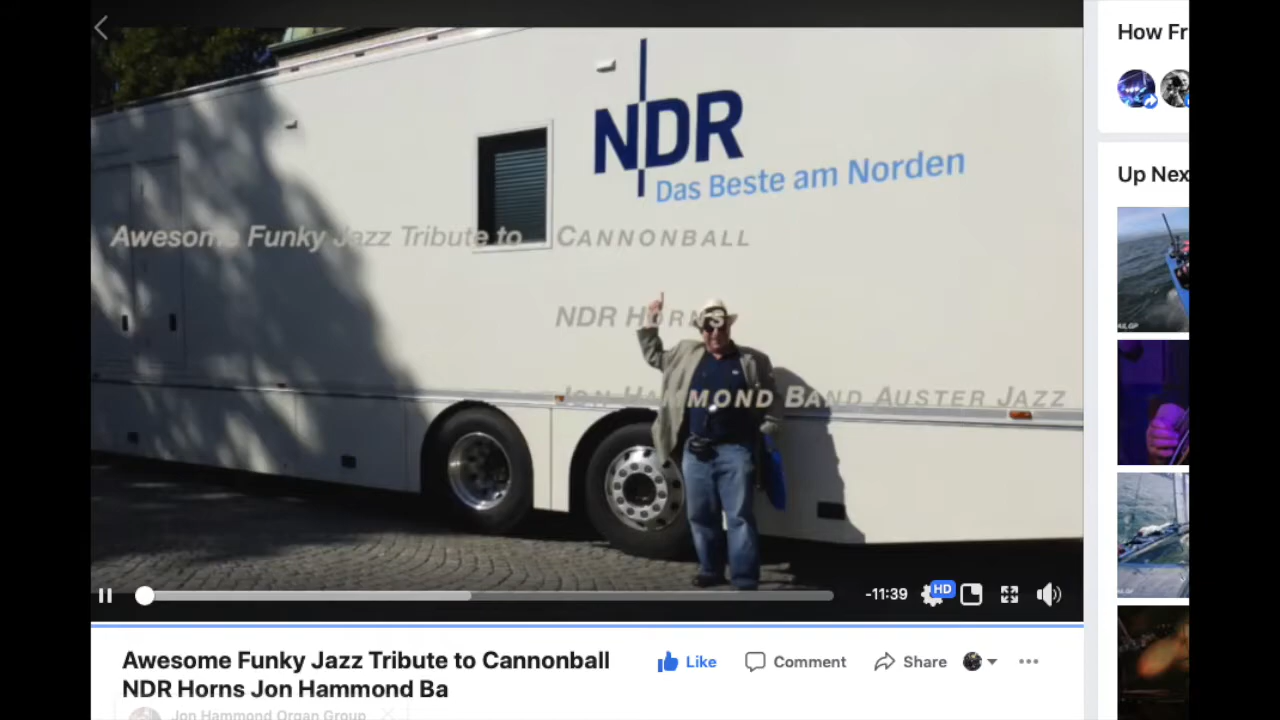 How Fr
NDR
Das Beste am Norden
Up Nex
Awesome Funky Jazz Tribute to CANNONBALL
NDR HORNS
JON HAMMOND BAND AUSTER JAZZ
-11:39
HD
Awesome Funky Jazz Tribute to Cannonball
NDR Horns Jon Hammond Ba
Like
Comment
Share
Jon Hammond Organ Group